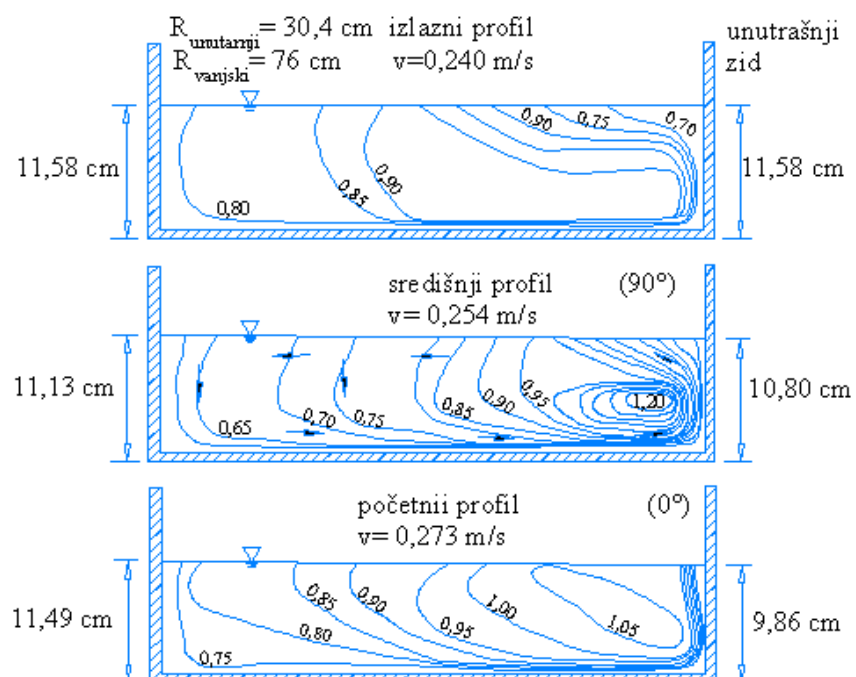 R unutarnji = 30,4 cm izlazni profil
R vanjski = 76 cm v=0,240 m/s
unutrašnji
zid
11,58 cm
0,80
0,85
0,90
0,90
0,75
0,70
11,58 cm
središnji profil (90°)
v= 0,254 m/s
11,13 cm
0,65
0,70
0,75
0,85
0,90
0,95
1,20
10,80 cm
početnii profil (0°)
v= 0,273 m/s
11,49 cm
0,75
0,80
0,85
0,90
0,95
1,00
1,05
9,86 cm